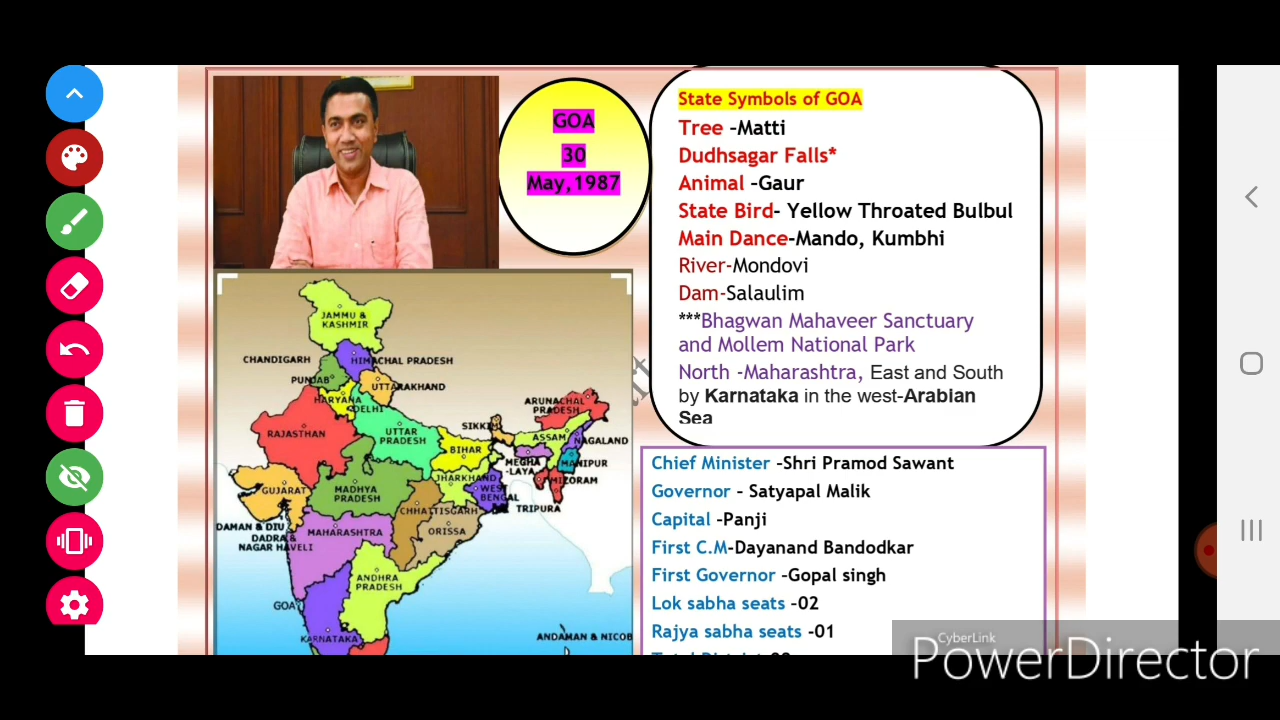 GOA
30
May,1987
State Symbols of GOA
Tree -Matti
Dudhsagar Falls*
Animal -Gaur
State Bird- Yellow Throated Bulbul
Main Dance-Mando, Kumbhi
River-Mondovi
Dam-Salaulim
***Bhagwan Mahaveer Sanctuary
and Mollem National Park
North -Maharashtra, East and South
by Karnataka in the west-Arabian
Sea
JAMMU &
KASHMIR
CHANDIGARH
HIMACHAL PRADESH
PUNJAB
UTTARAKHAND
HARYANA
DELHI
ARUNACHAL
PRADESH
RAJASTHAN
UTTAR
PRADESH
SIKKIM
ASSAM
NAGALAND
BIHAR
MEGHA
-LAYA
MANIPUR
GUJARAT
MADHYA
PRADESH
JHARKHAND
WEST
BENGAL
MIZORAM
TRIPURA
CHHATTISGARH
DAMAN & DIU
DADRA &
NAGAR HAVELI
MAHARASHTRA
ORISSA
ANDHRA
PRADESH
GOA
KARNATAKA
ANDAMAN & NICOB
Chief Minister -Shri Pramod Sawant
Governor - Satyapal Malik
Capital -Panji
First C.M-Dayanand Bandodkar
First Governor -Gopal singh
Lok sabha seats -02
Rajya sabha seats -01
CyberLink
PowerDirector